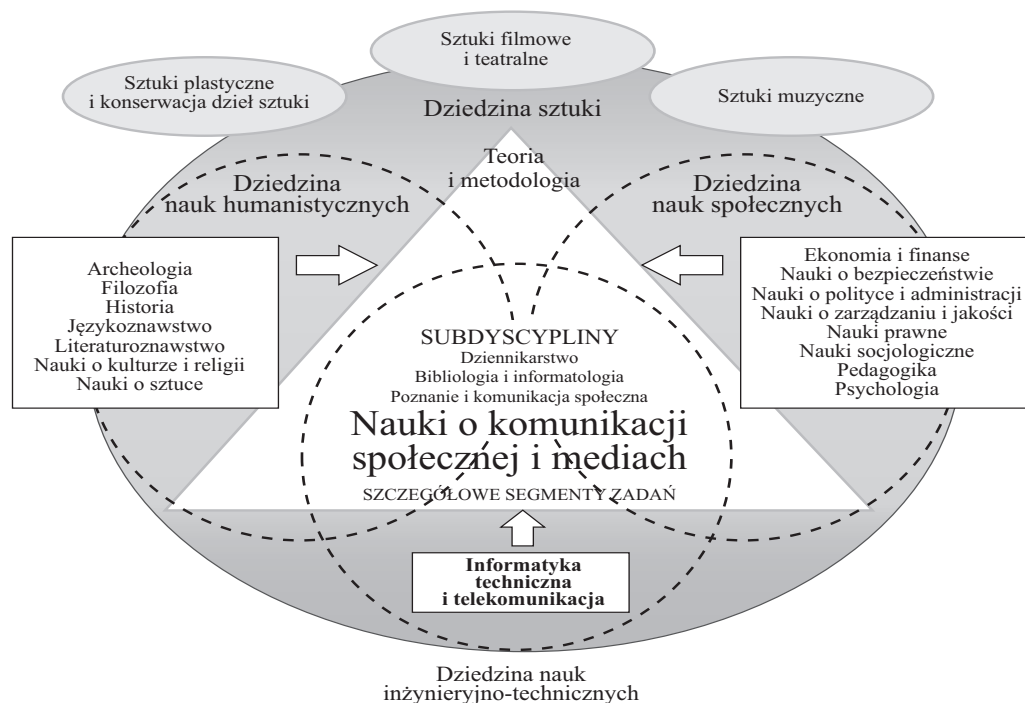 Sztuki filmowe
i teatralne
Sztuki plastyczne
i konserwacja dzieł sztuki
Sztuki muzyczne
Dziedzina sztuki
Teoria
i metodologia
Dziedzina
nauk humanistycznych
Dziedzina
nauk społecznych
Archeologia
Filozofia
Historia
Językoznawstwo
Literaturoznawstwo
Nauki o kulturze i religii
Nauki o sztuce
Ekonomia i finanse
Nauki o bezpieczeństwie
Nauki o polityce i administracji
Nauki o zarządzaniu i jakości
Nauki prawne
Nauki socjologiczne
Pedagogika
Psychologia
SUBDYSCYPLINY
Dziennikarstwo
Bibliologia i informatologia
Poznanie i komunikacja społeczna
Nauki o komunikacji
społecznej i mediach
SZCZEGÓŁOWE SEGMENTY ZADAŃ
Informatyka
techniczna
i telekomunikacja
Dziedzina nauk
inżynieryjno-technicznych